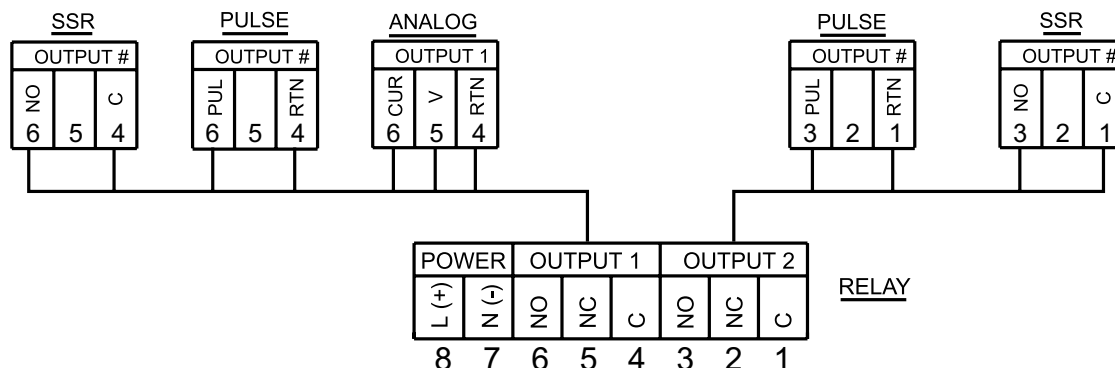 SSR
OUTPUT #
NO C
6 5 4
PULSE
OUTPUT #
PUL RTN
6 5 4
ANALOG
OUTPUT 1
CUR V RTN
6 5 4
PULSE
OUTPUT #
PUL RTN
3 2 1
SSR
OUTPUT #
NO C
3 2 1
POWER OUTPUT 1 OUTPUT 2
L (+) N (-) NO NC C NO NC C
8 7 6 5 4 3 2 1
RELAY